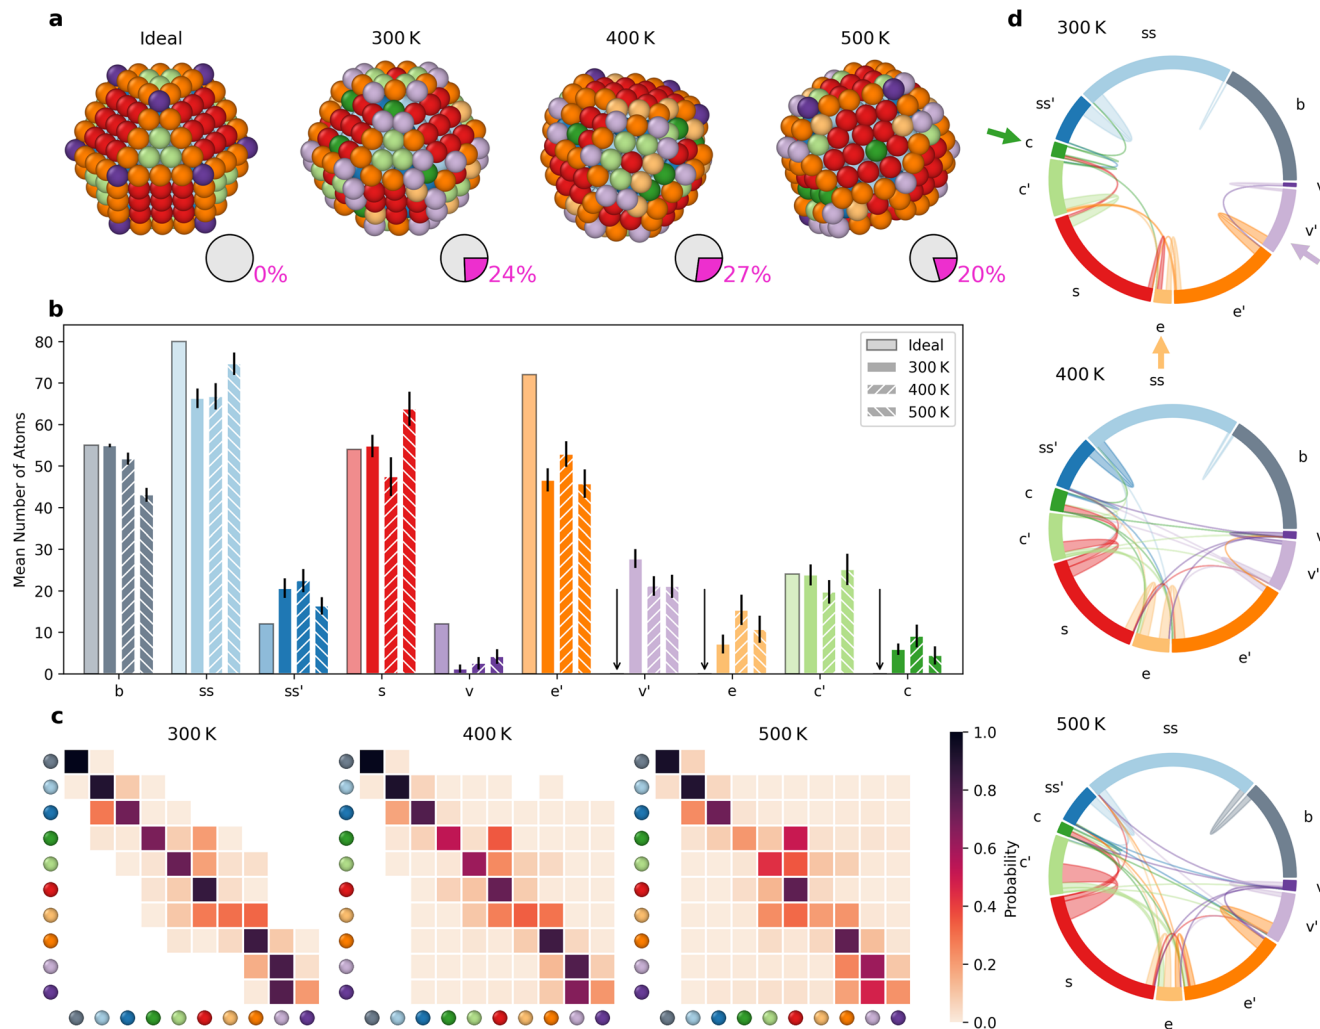 a
Ideal
300 K
400 K
500 K
0%
24%
27%
20%
b
Mean Number of Atoms
80
70
60
50
40
30
20
10
0
Ideal
300 K
400 K
500 K
b
ss
ss'
s
v
e'
v'
e
c'
c
c
300 K
400 K
500 K
1.0
0.8
0.6
0.4
0.2
0.0
Probability
d
300 K
ss
b
ss'
c
c'
v
v'
s
e'
e
400 K
ss
b
ss'
c
c'
v
v'
s
e'
e
500 K
ss
b
ss'
c
c'
v
v'
s
e'
e